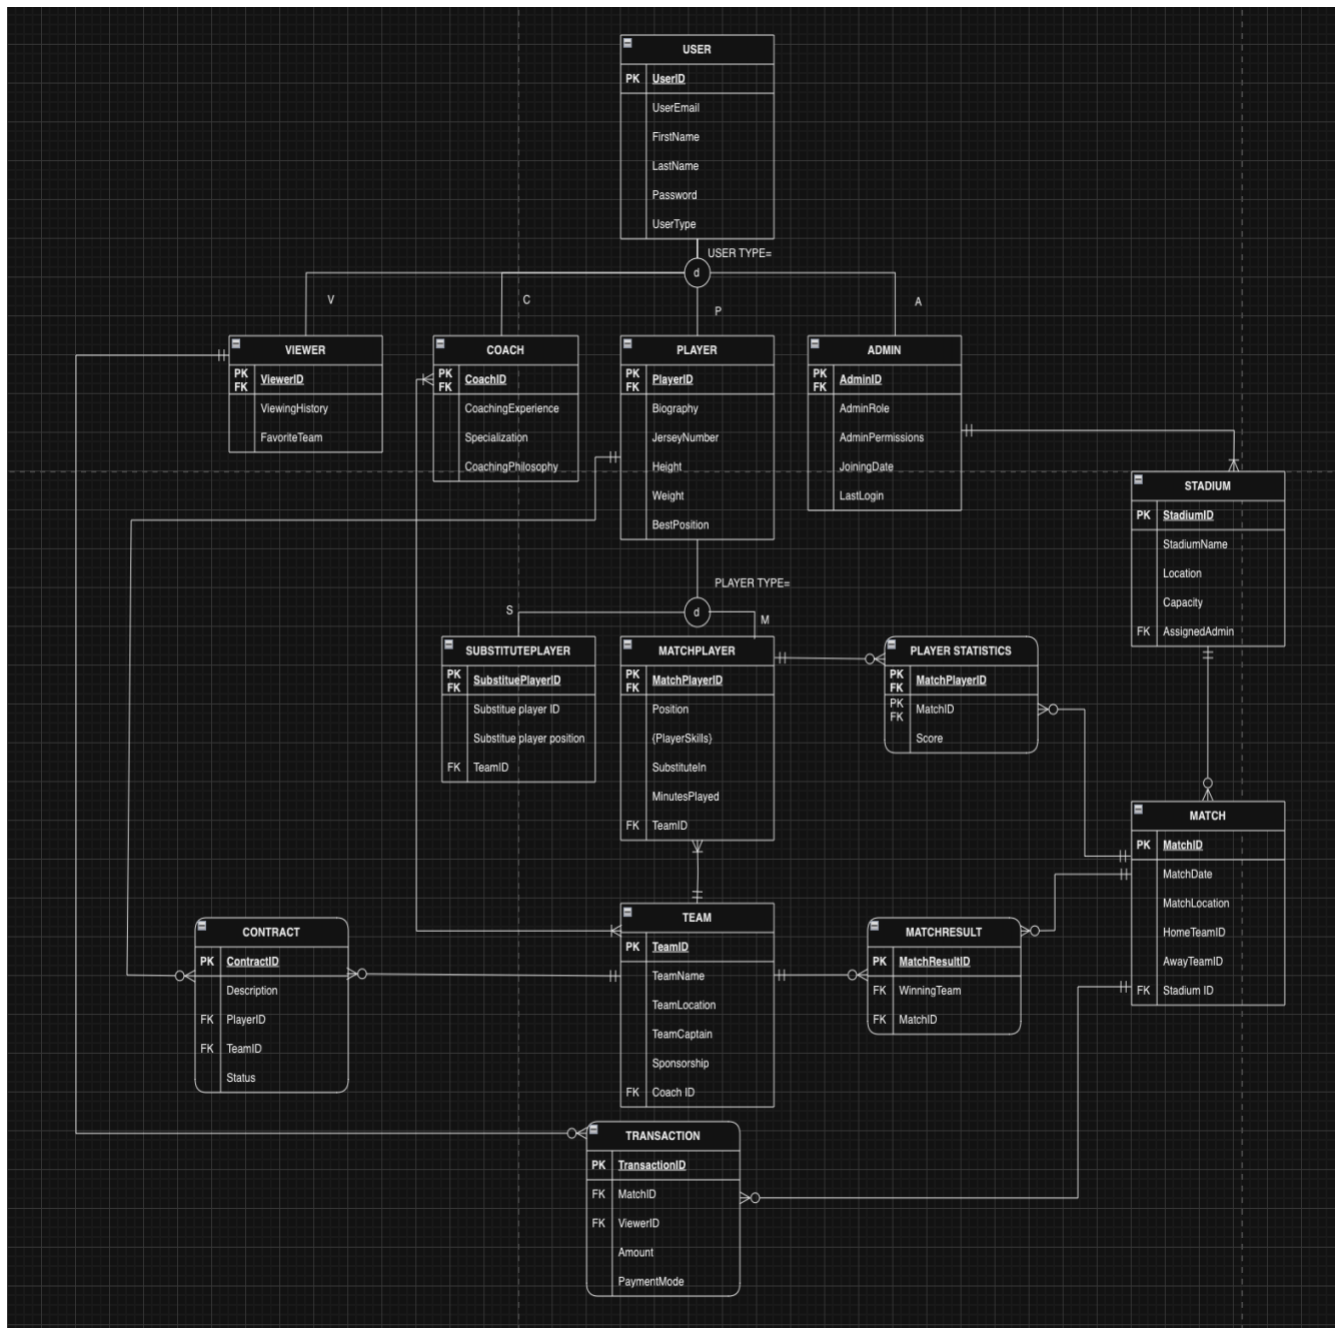 USER
PK UserID
UserEmail
FirstName
LastName
Password
UserType
USER TYPE=
d
V
C
P
A
VIEWER
PK
FK ViewerID
ViewingHistory
FavoriteTeam
COACH
PK
FK CoachID
CoachingExperience
Specialization
CoachingPhilosophy
PLAYER
PK
FK PlayerID
Biography
JerseyNumber
Height
Weight
BestPosition
ADMIN
PK
FK AdminID
AdminRole
AdminPermissions
JoiningDate
LastLogin
STADIUM
PK StadiumID
StadiumName
Location
Capacity
FK AssignedAdmin
PLAYER TYPE=
d
S
M
SUBSTITUTEPLAYER
PK
FK SubstituePlayerID
Substitue player ID
Substitue player position
FK TeamID
MATCHPLAYER
PK
FK MatchPlayerID
Position
{PlayerSkills}
SubstituteIn
MinutesPlayed
FK TeamID
PLAYER STATISTICS
PK
FK MatchPlayerID
PK
FK MatchID
Score
MATCH
PK MatchID
MatchDate
MatchLocation
HomeTeamID
AwayTeamID
FK Stadium ID
CONTRACT
PK ContractID
Description
FK PlayerID
FK TeamID
Status
TEAM
PK TeamID
TeamName
TeamLocation
TeamCaptain
Sponsorship
FK Coach ID
MATCHRESULT
PK MatchResultID
FK WinningTeam
FK MatchID
TRANSACTION
PK TransactionID
FK MatchID
FK ViewerID
Amount
PaymentMode